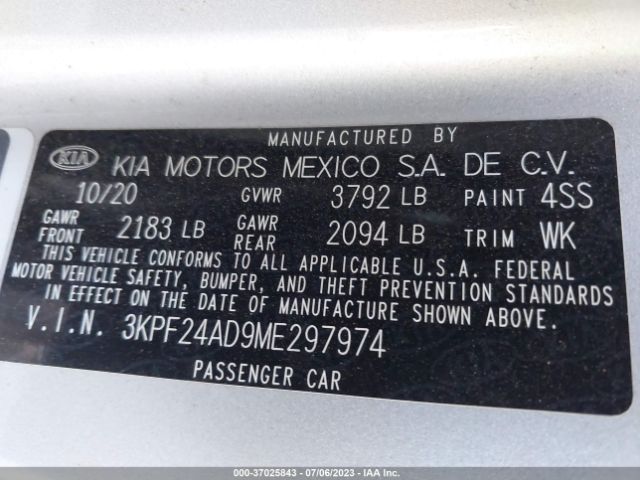 MANUFACTURED BY
KIA KIA MOTORS MEXICO S.A. DE C.V.
10/20 GVWR 3792 LB PAINT 4SS
GAWR FRONT 2183 LB GAWR REAR 2094 LB TRIM WK
THIS VEHICLE CONFORMS TO ALL APPLICABLE U.S.A. FEDERAL
MOTOR VEHICLE SAFETY, BUMPER, AND THEFT PREVENTION STANDARDS
IN EFFECT ON THE DATE OF MANUFACTURE SHOWN ABOVE.
V.I.N. 3KPF24AD9ME297974
PASSENGER CAR
000-37025843 / 07/06/2023 - © IAA Inc.